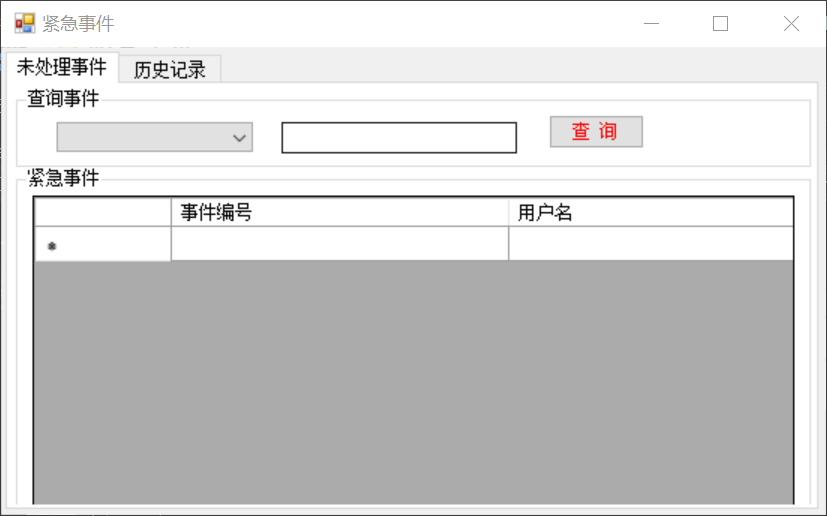 紧急事件
未处理事件 历史记录
查询事件
查 询
紧急事件
事件编号 用户名
*